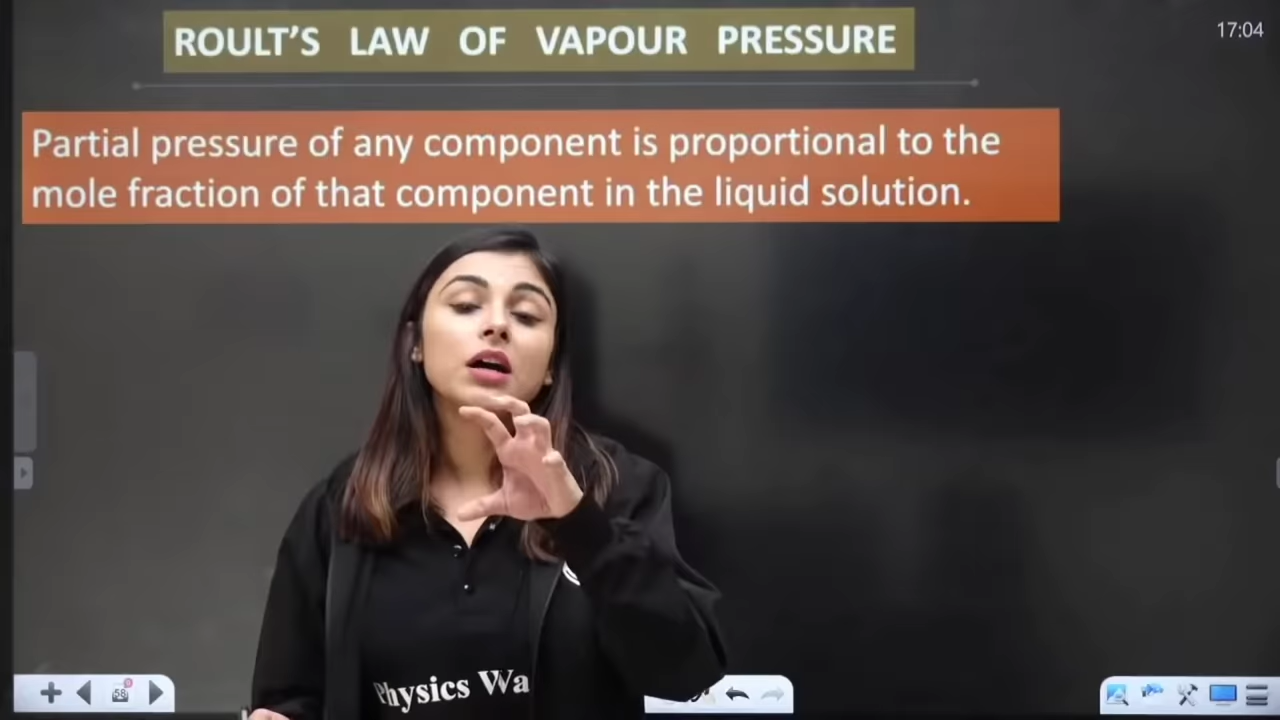 ROULT'S LAW OF VAPOUR PRESSURE
17:04
Partial pressure of any component is proportional to the
mole fraction of that component in the liquid solution.
Physics Wa
58